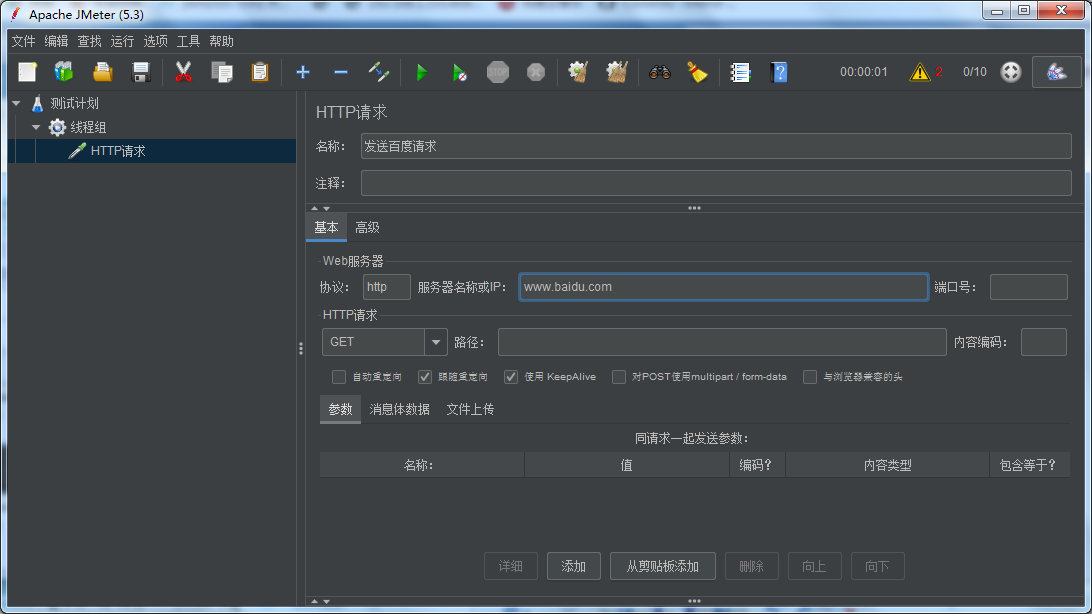 Apache JMeter (5.3)
文件 编辑 查找 运行 选项 工具 帮助
STOP 00:00:01 2 0/10
测试计划
线程组
HTTP请求
HTTP请求
名称： 发送百度请求
注释：
基本 高级
Web服务器
协议： http 服务器名称或IP： www.baidu.com 端口号：
HTTP请求
GET 路径： 内容编码：
自动重定向 跟随重定向 使用 KeepAlive 对POST使用multipart / form-data 与浏览器兼容的头
参数 消息体数据 文件上传
同请求一起发送参数：
名称： 值 编码？ 内容类型 包含等于？
详细 添加 从剪贴板添加 删除 向上 向下